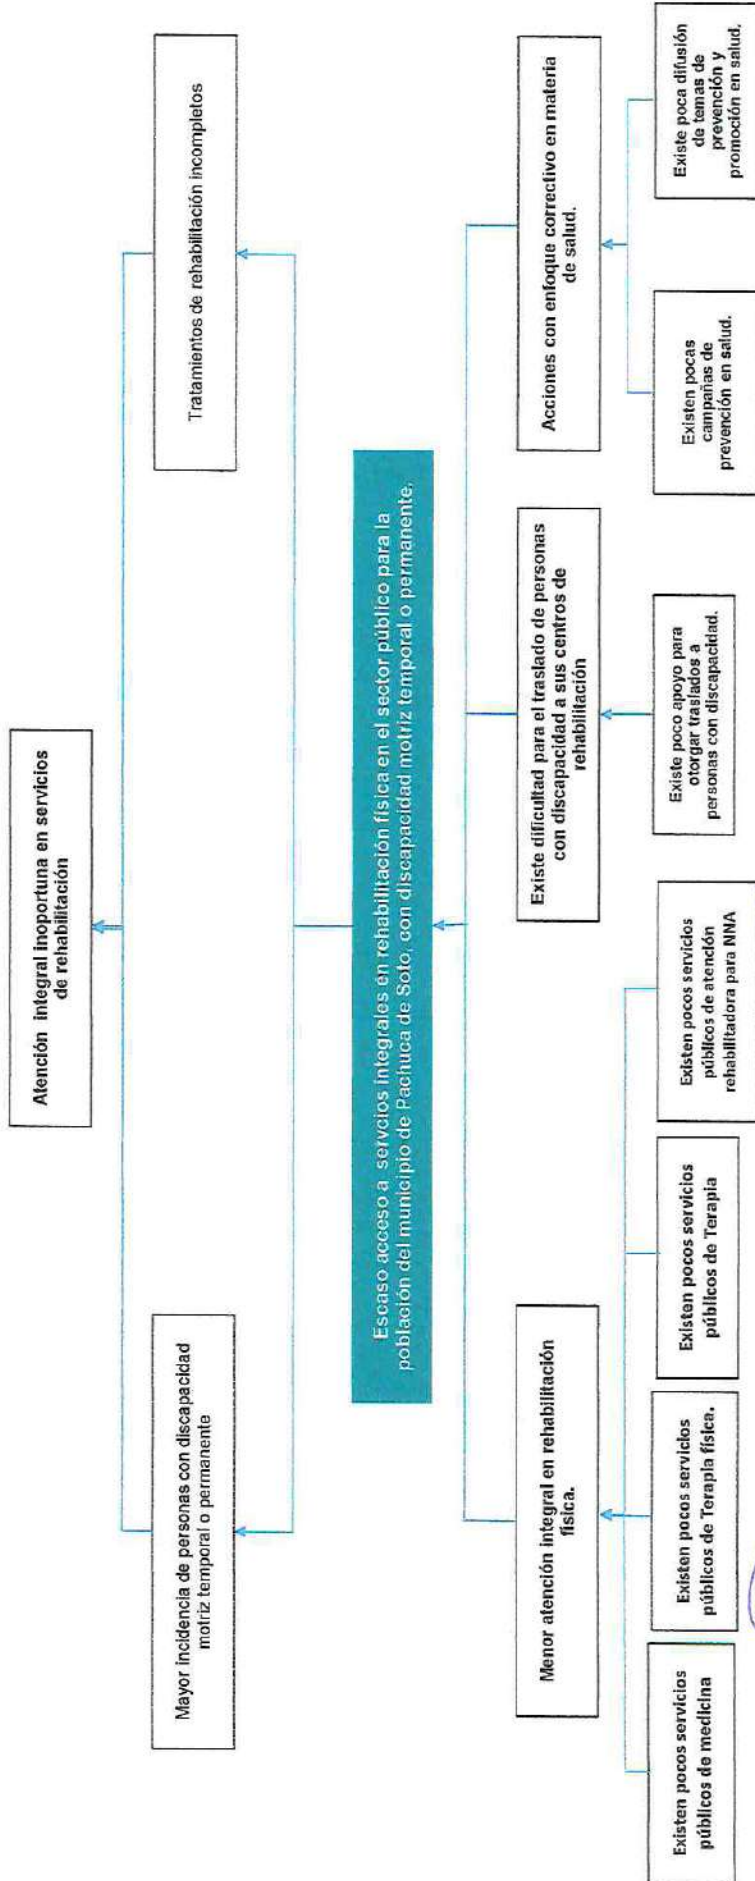 Atención integral inoportuna en servicios
de rehabilitación
Mayor incidencia de personas con discapacidad
motriz temporal o permanente
Tratamientos de rehabilitación incompletos
Escaso acceso a servcios integrales en rehabilitación física en el sector público para la
población del municipio de Pachuca de Soto, con discapacidad motriz temporal o permanente.
Menor atención integral en rehabilitación
física.
Existe dificultad para el traslado de personas
con discapacidad a sus centros de
rehabilitación
Acciones con enfoque correctivo en materia
de salud.
Existen pocos servicios
públicos de medicina
Existen pocos servicios
públicos de Terapia física.
Existen pocos servicios
públicos de Terapia
Existen pocos servicios
públicos de atención
rehabilitadora para NNA
Existe poco apoyo para
otorgar traslados a
personas con discapacidad.
Existen pocas
campañas de
prevención en salud.
Existe poca difusión
de temas de
prevención y
promoción en salud.